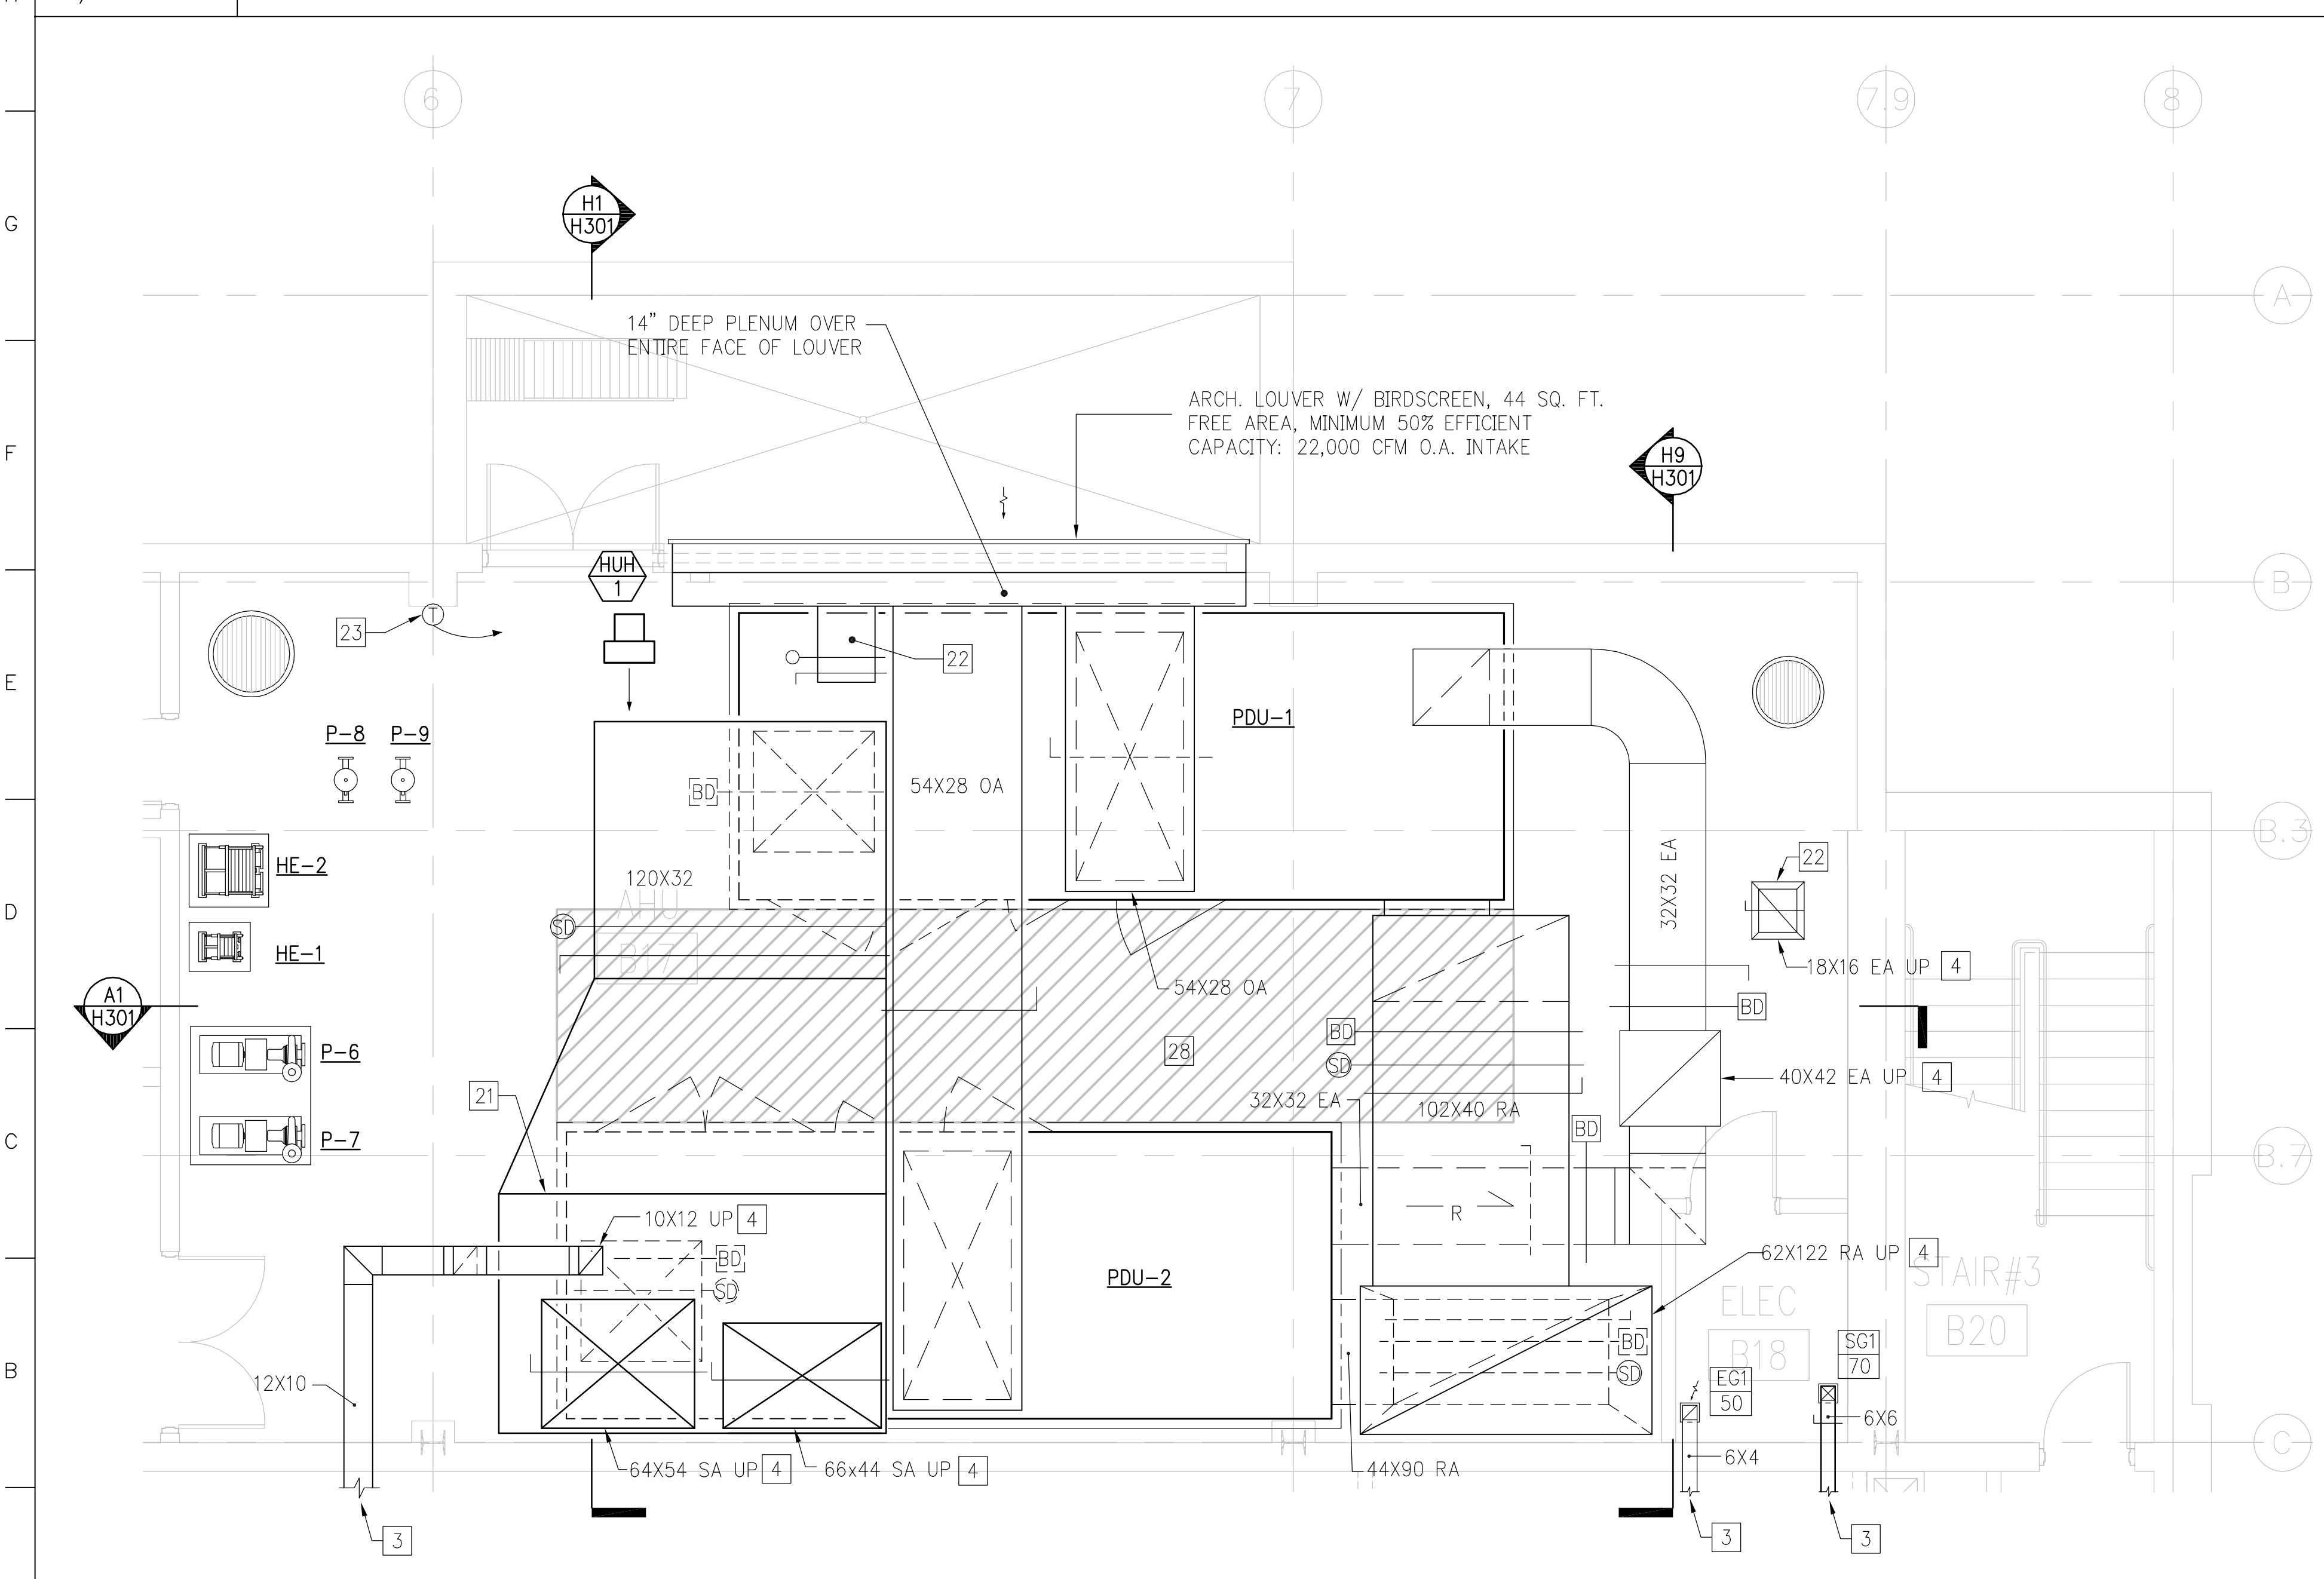 6
7
7.9
8
H1
H301
G
A
14” DEEP PLENUM OVER
ENTIRE FACE OF LOUVER
ARCH. LOUVER W/ BIRDSCREEN, 44 SQ. FT.
FREE AREA, MINIMUM 50% EFFICIENT
CAPACITY: 22,000 CFM O.A. INTAKE
F
H9
H301
HUH
1
B
T
23
22
E
PDU-1
P-8
P-9
54X28 OA
BD
B.3
32X32 EA
22
HE-2
120X32
AHU
B17
D
SD
HE-1
18X16 EA UP 4
54X28 OA
A1
H301
BD
BD
28
P-6
SD
40X42 EA UP 4
21
32X32 EA
102X40 RA
BD
C
P-7
B.7
10X12 UP 4
R
BD
62X122 RA UP 4
STAIR#3
B20
PDU-2
SD
ELEC
B18
BD
SG1
70
B
SD
EG1
50
12X10
6X6
C
64X54 SA UP 4
66x44 SA UP 4
44X90 RA
6X4
3
3
3